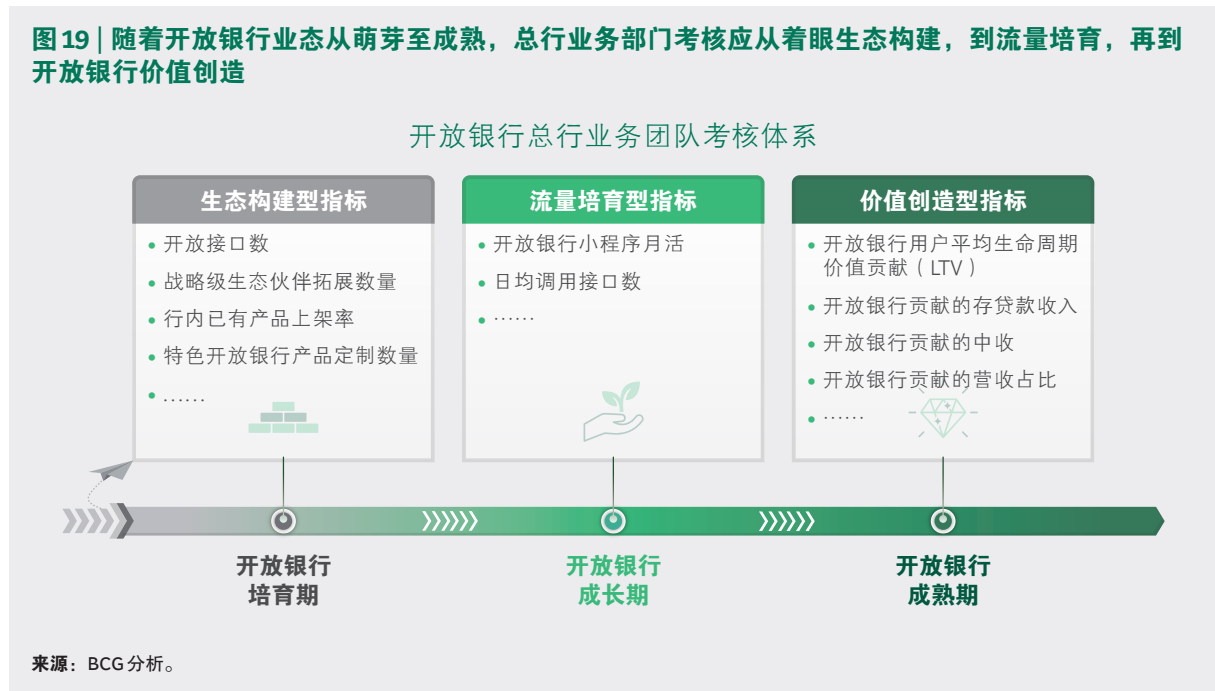 图19 | 随着开放银行业态从萌芽至成熟，总行业务部门考核应从着眼生态构建，到流量培育，再到
开放银行价值创造
开放银行总行业务团队考核体系
生态构建型指标
• 开放接口数
• 战略级生态伙伴拓展数量
• 行内已有产品上架率
• 特色开放银行产品定制数量
• ......
流量培育型指标
• 开放银行小程序月活
• 日均调用接口数
• ......
价值创造型指标
• 开放银行用户平均生命周期
价值贡献（LTV）
• 开放银行贡献的存贷款收入
• 开放银行贡献的中收
• 开放银行贡献的营收占比
• ......
开放银行
培育期
开放银行
成长期
开放银行
成熟期
来源：BCG分析。